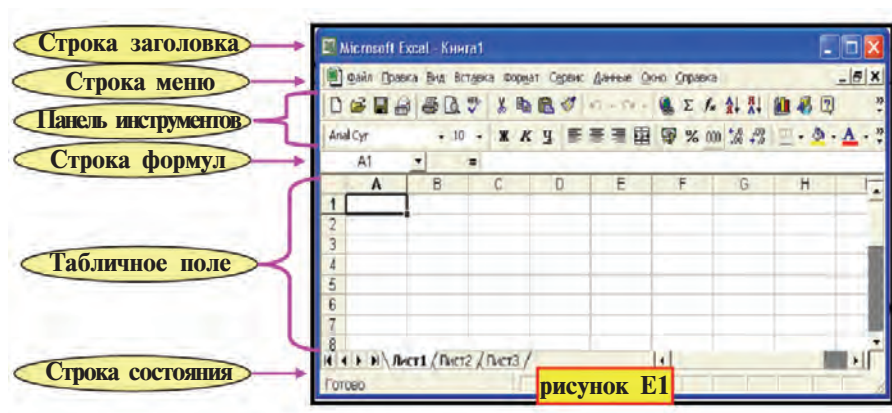 Строка заголовка
Строка меню
Панель инструментов
Строка формул
Табличное поле
Строка состояния
Microsoft Excel - Книга1
Файл Правка Вид Вставка Формат Сервис Данные Окно Справка
Arial Cyr 10 Ж К Ч % 000
A1 =
A B C D E F G H
1
2
3
4
5
6
7
8
Лист1 Лист2 Лист3
Готово
рисунок E1